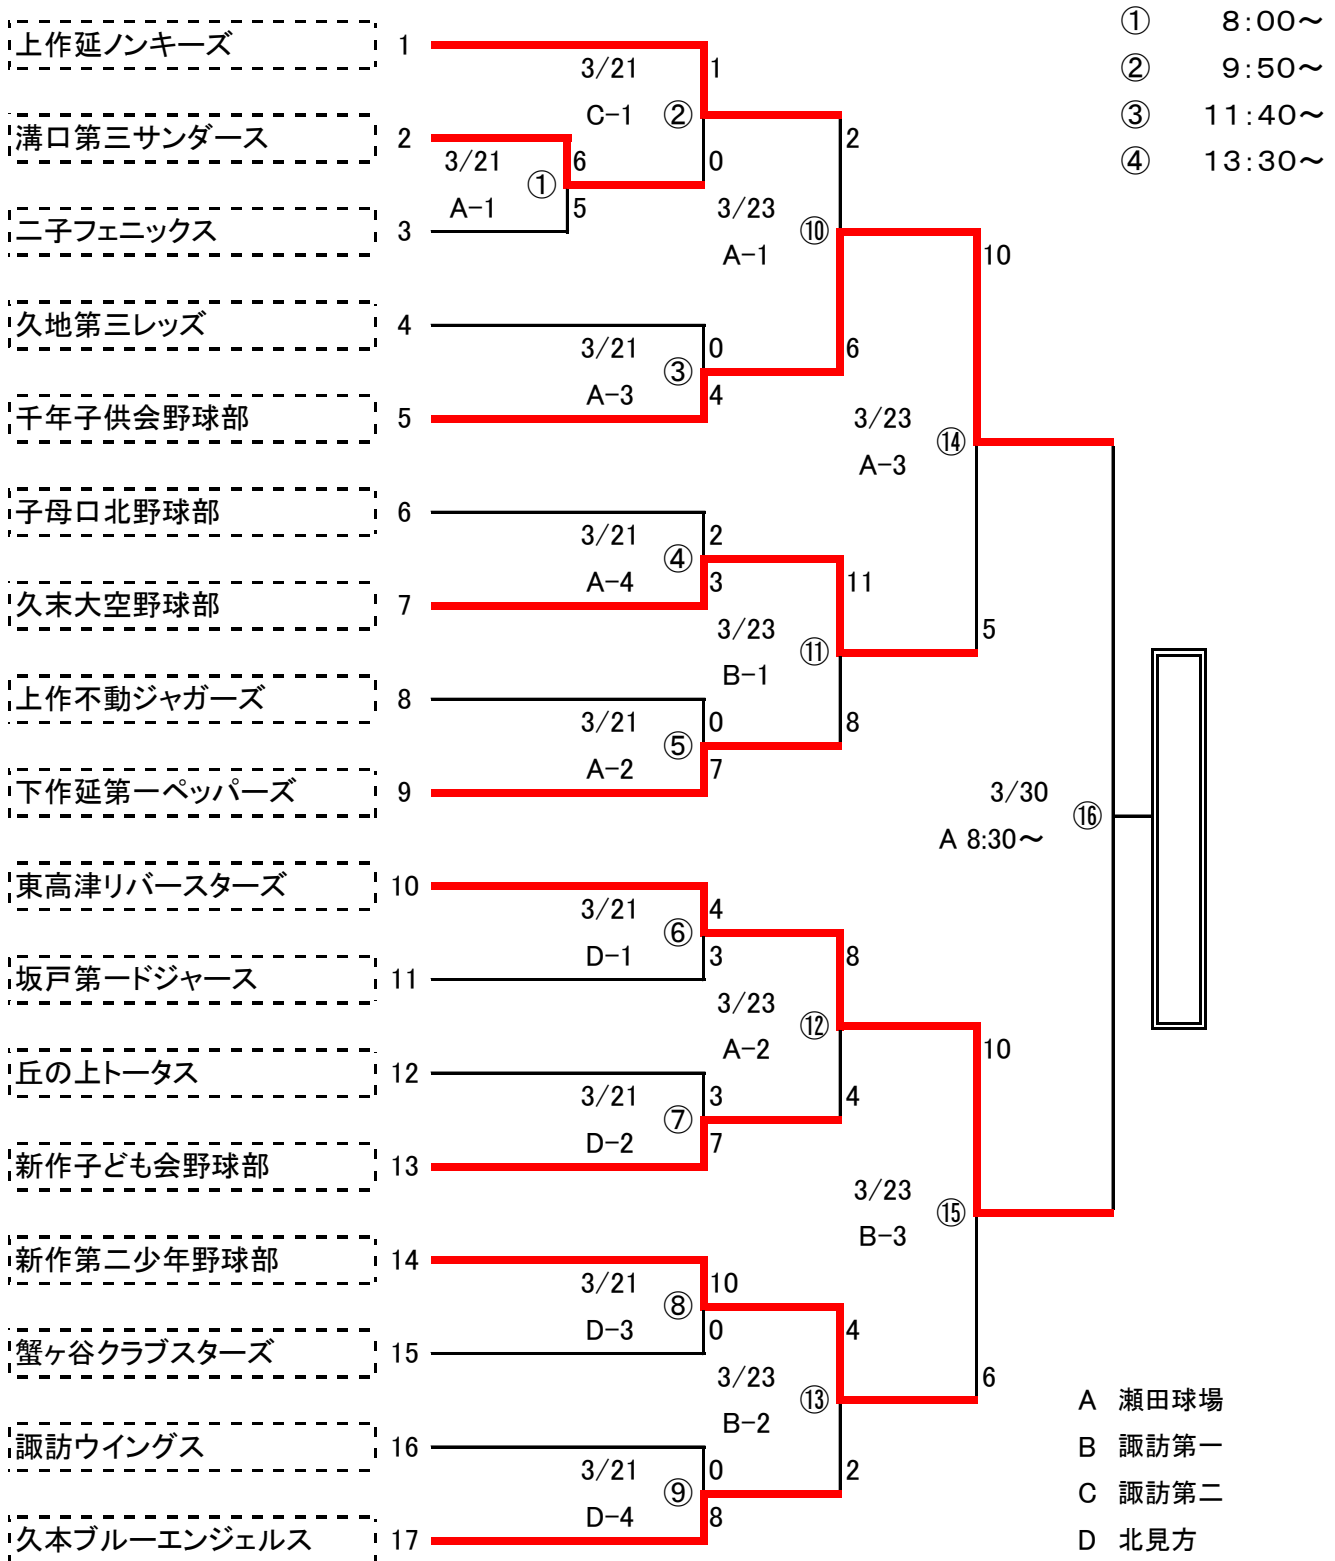 ① 8:00～
② 9:50～
③ 11:40～
④ 13:30～
上作延ノンキーズ 1
3/21 1
C-1 ②
溝口第三サンダース 2
3/21 6 0
① 2
A-1 5
二子フェニックス 3
3/23 ⑩
A-1 10
久地第三レッズ 4
3/21 0 6
③
A-3 4
千年子供会野球部 5
3/23 ⑭
A-3
子母口北野球部 6
3/21 2
④
A-4 3 11
久末大空野球部 7
3/23 5
⑪
B-1
上作不動ジャガーズ 8
3/21 0 8
⑤
A-2 7
下作延第一ペッパーズ 9
3/30 ⑯
A 8:30～
東高津リバースターズ 10
3/21 4
⑥
D-1 3 8
坂戸第一ドジャース 11
3/23 ⑫
A-2 10
丘の上トータス 12
3/21 3 4
⑦
D-2 7
新作子ども会野球部 13
3/23 ⑮
B-3
新作第二少年野球部 14
3/21 10
⑧
D-3 0 4
蟹ヶ谷クラブスターズ 15
3/23 6
⑬
B-2
諏訪ウイングス 16
3/21 0 2
⑨
D-4 8
久本ブルーエンジェルス 17
A 瀬田球場
B 諏訪第一
C 諏訪第二
D 北見方